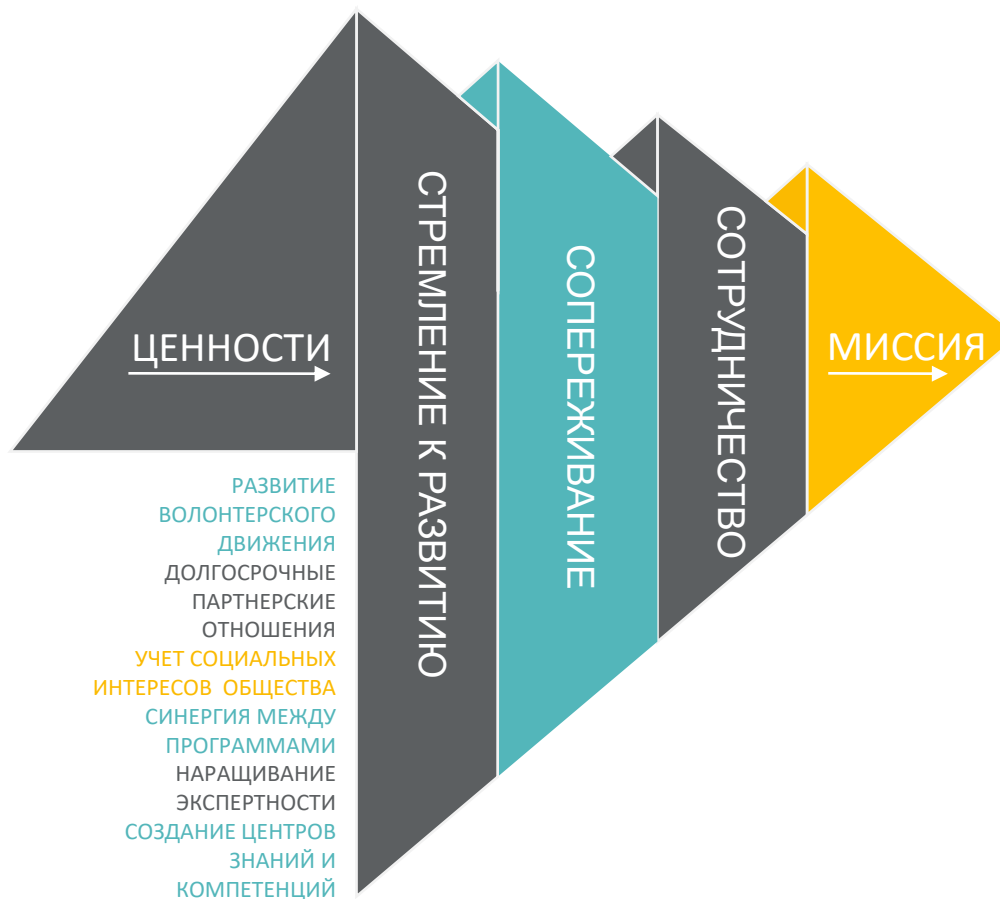 ЦЕННОСТИ
СТРЕМЛЕНИЕ К РАЗВИТИЮ
СОПЕРЕЖИВАНИЕ
СОТРУДНИЧЕСТВО
МИССИЯ
РАЗВИТИЕ
ВОЛОНТЕРСКОГО
ДВИЖЕНИЯ
ДОЛГОСРОЧНЫЕ
ПАРТНЕРСКИЕ
ОТНОШЕНИЯ
УЧЕТ СОЦИАЛЬНЫХ
ИНТЕРЕСОВ ОБЩЕСТВА
СИНЕРГИЯ МЕЖДУ
ПРОГРАММАМИ
НАРАЩИВАНИЕ
ЭКСПЕРТНОСТИ
СОЗДАНИЕ ЦЕНТРОВ
ЗНАНИЙ И
КОМПЕТЕНЦИЙ